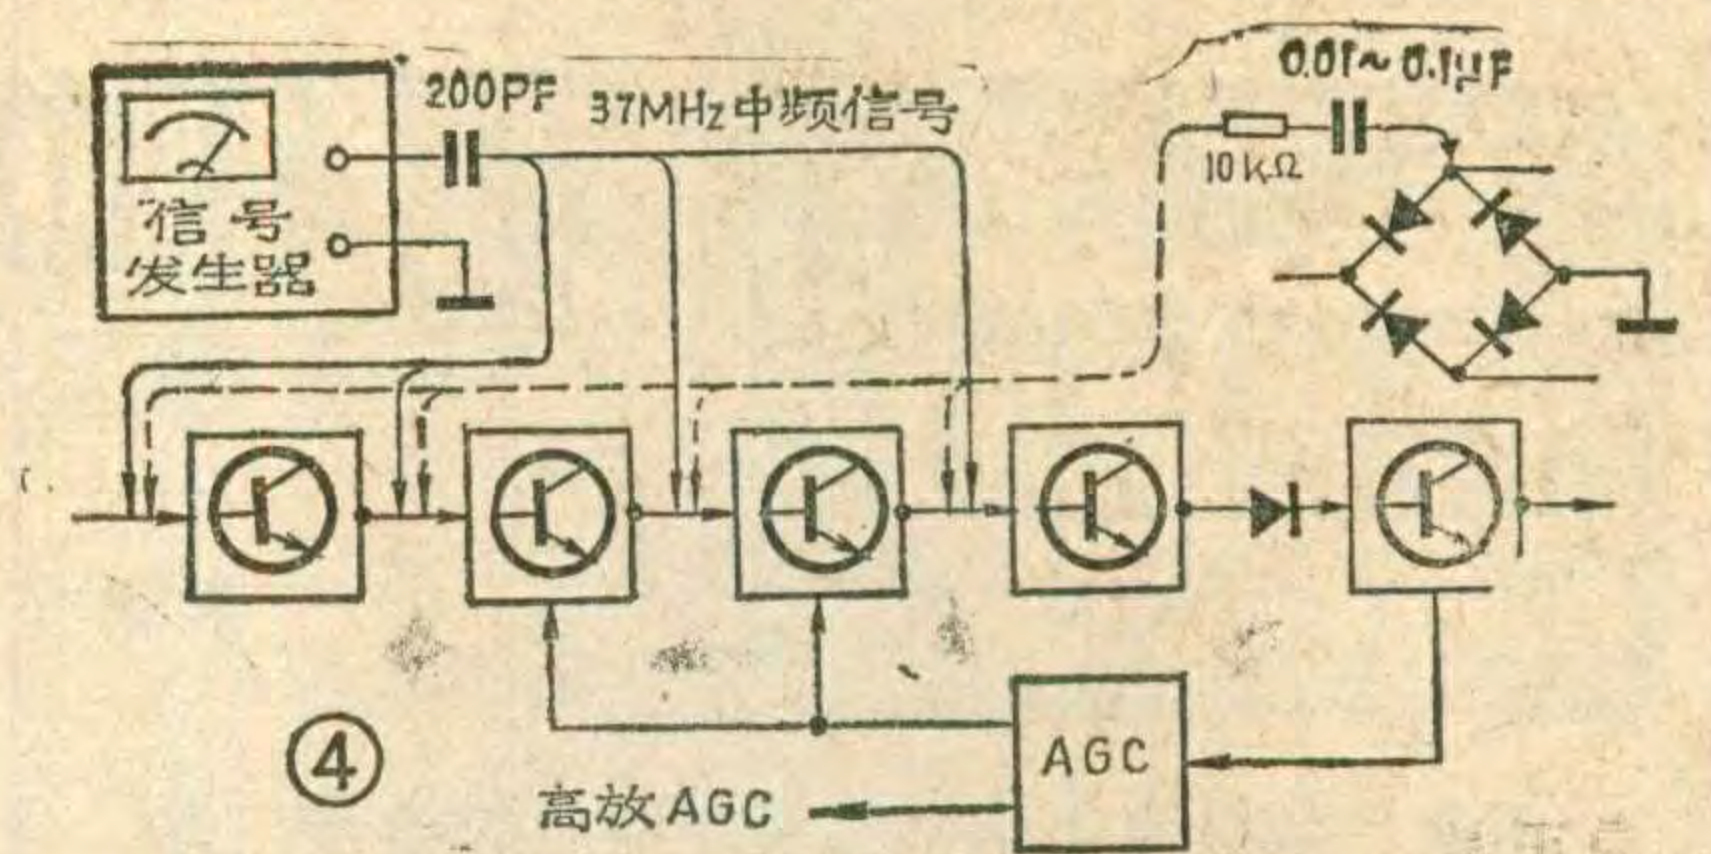 200PF
37MHz中频信号
0.01~0.1μF
10kΩ
信号
发生器
AGC
④
高放AGC